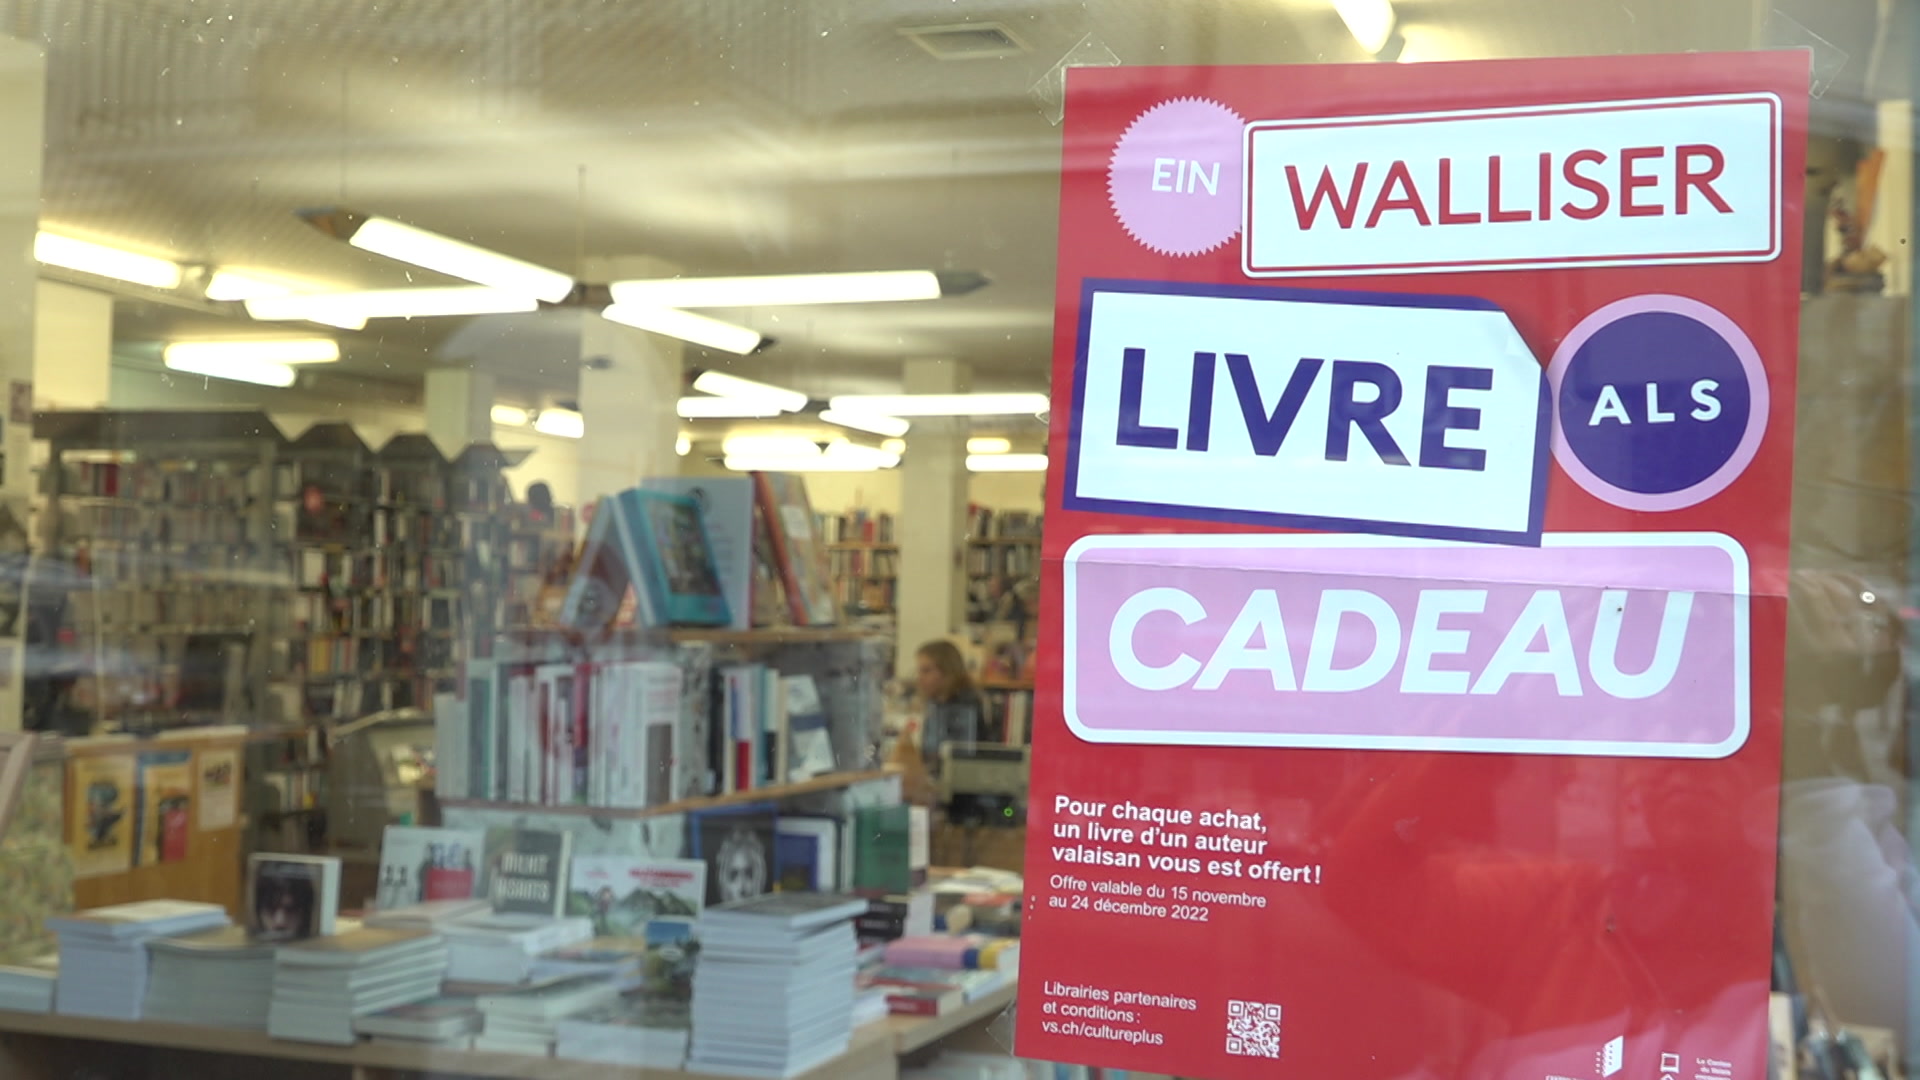 EIN
WALLISER
LIVRE
ALS
CADEAU
Pour chaque achat,
un livre d'un auteur
valaisan vous est offert !
Offre valable du 15 novembre
au 24 décembre 2022
Librairies partenaires
et conditions :
vs.ch/cultureplus